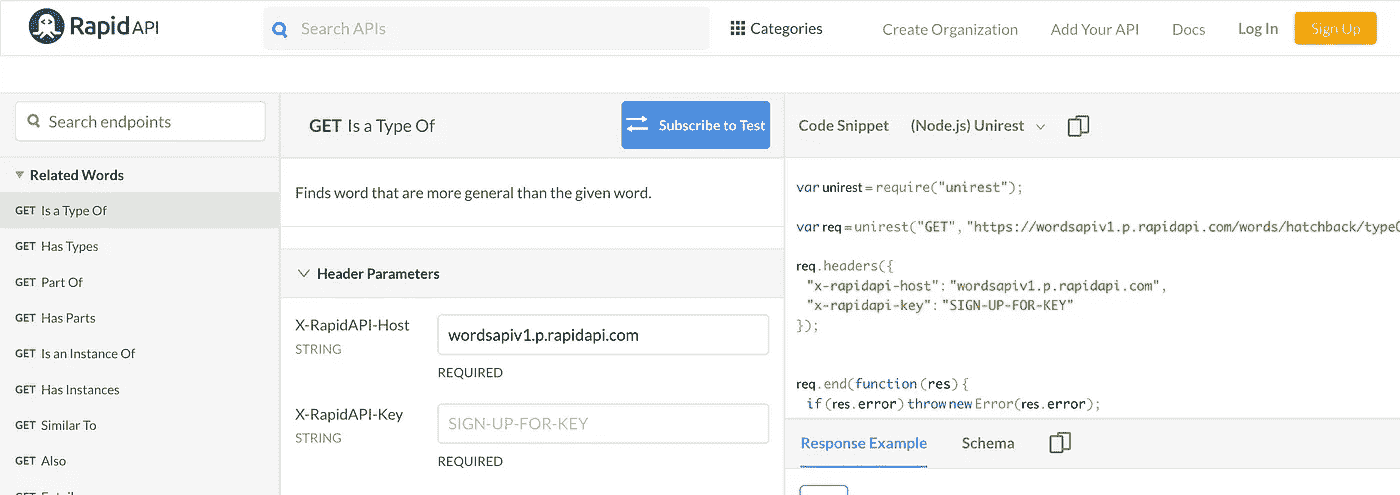 Rapid API
Search APIs
Categories
Create Organization
Add Your API
Docs
Log In
Sign Up
Search endpoints
Related Words
GET Is a Type Of
GET Has Types
GET Part Of
GET Has Parts
GET Is an Instance Of
GET Has Instances
GET Similar To
GET Also
GET
GET Is a Type Of
Subscribe to Test
Finds word that are more general than the given word.
Header Parameters
X-RapidAPI-Host
STRING
wordsapiv1.p.rapidapi.com
REQUIRED
X-RapidAPI-Key
STRING
SIGN-UP-FOR-KEY
REQUIRED
Code Snippet (Node.js) Unirest
var unirest = require("unirest");
var req = unirest("GET", "https://wordsapiv1.p.rapidapi.com/words/hatchback/type
req.headers({
"x-rapidapi-host": "wordsapiv1.p.rapidapi.com",
"x-rapidapi-key": "SIGN-UP-FOR-KEY"
});
req.end(function (res) {
if (res.error) throw new Error(res.error);
Response Example
Schema